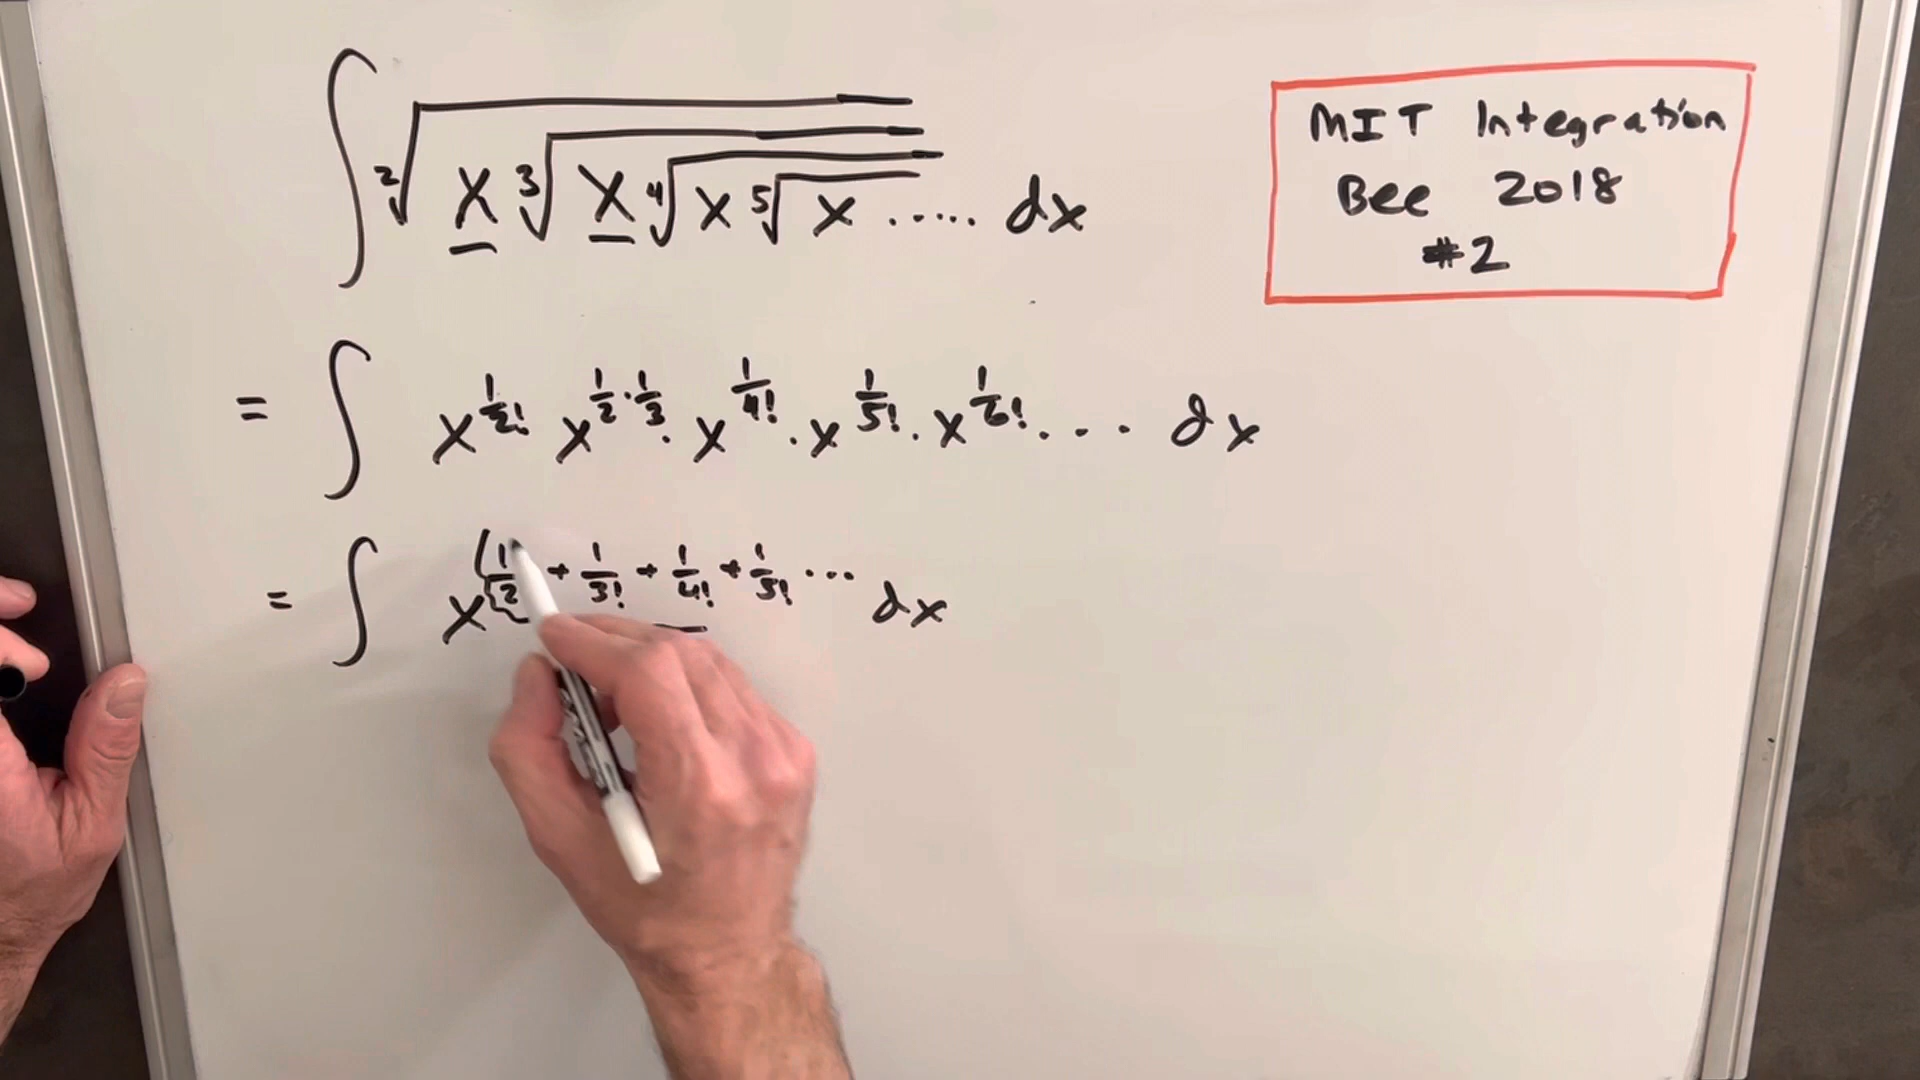 ∫ ²√(x ³√(x ⁴√(x ⁵√(x ..... dx
MIT Integration
Bee 2018
#2
= ∫ x^(1/2!) x^(1/2 · 1/3) · x^(1/4!) · x^(1/5!) · x^(1/6!) · ... dx
= ∫ x^(1/2 + 1/3! + 1/4! + 1/5! ... dx